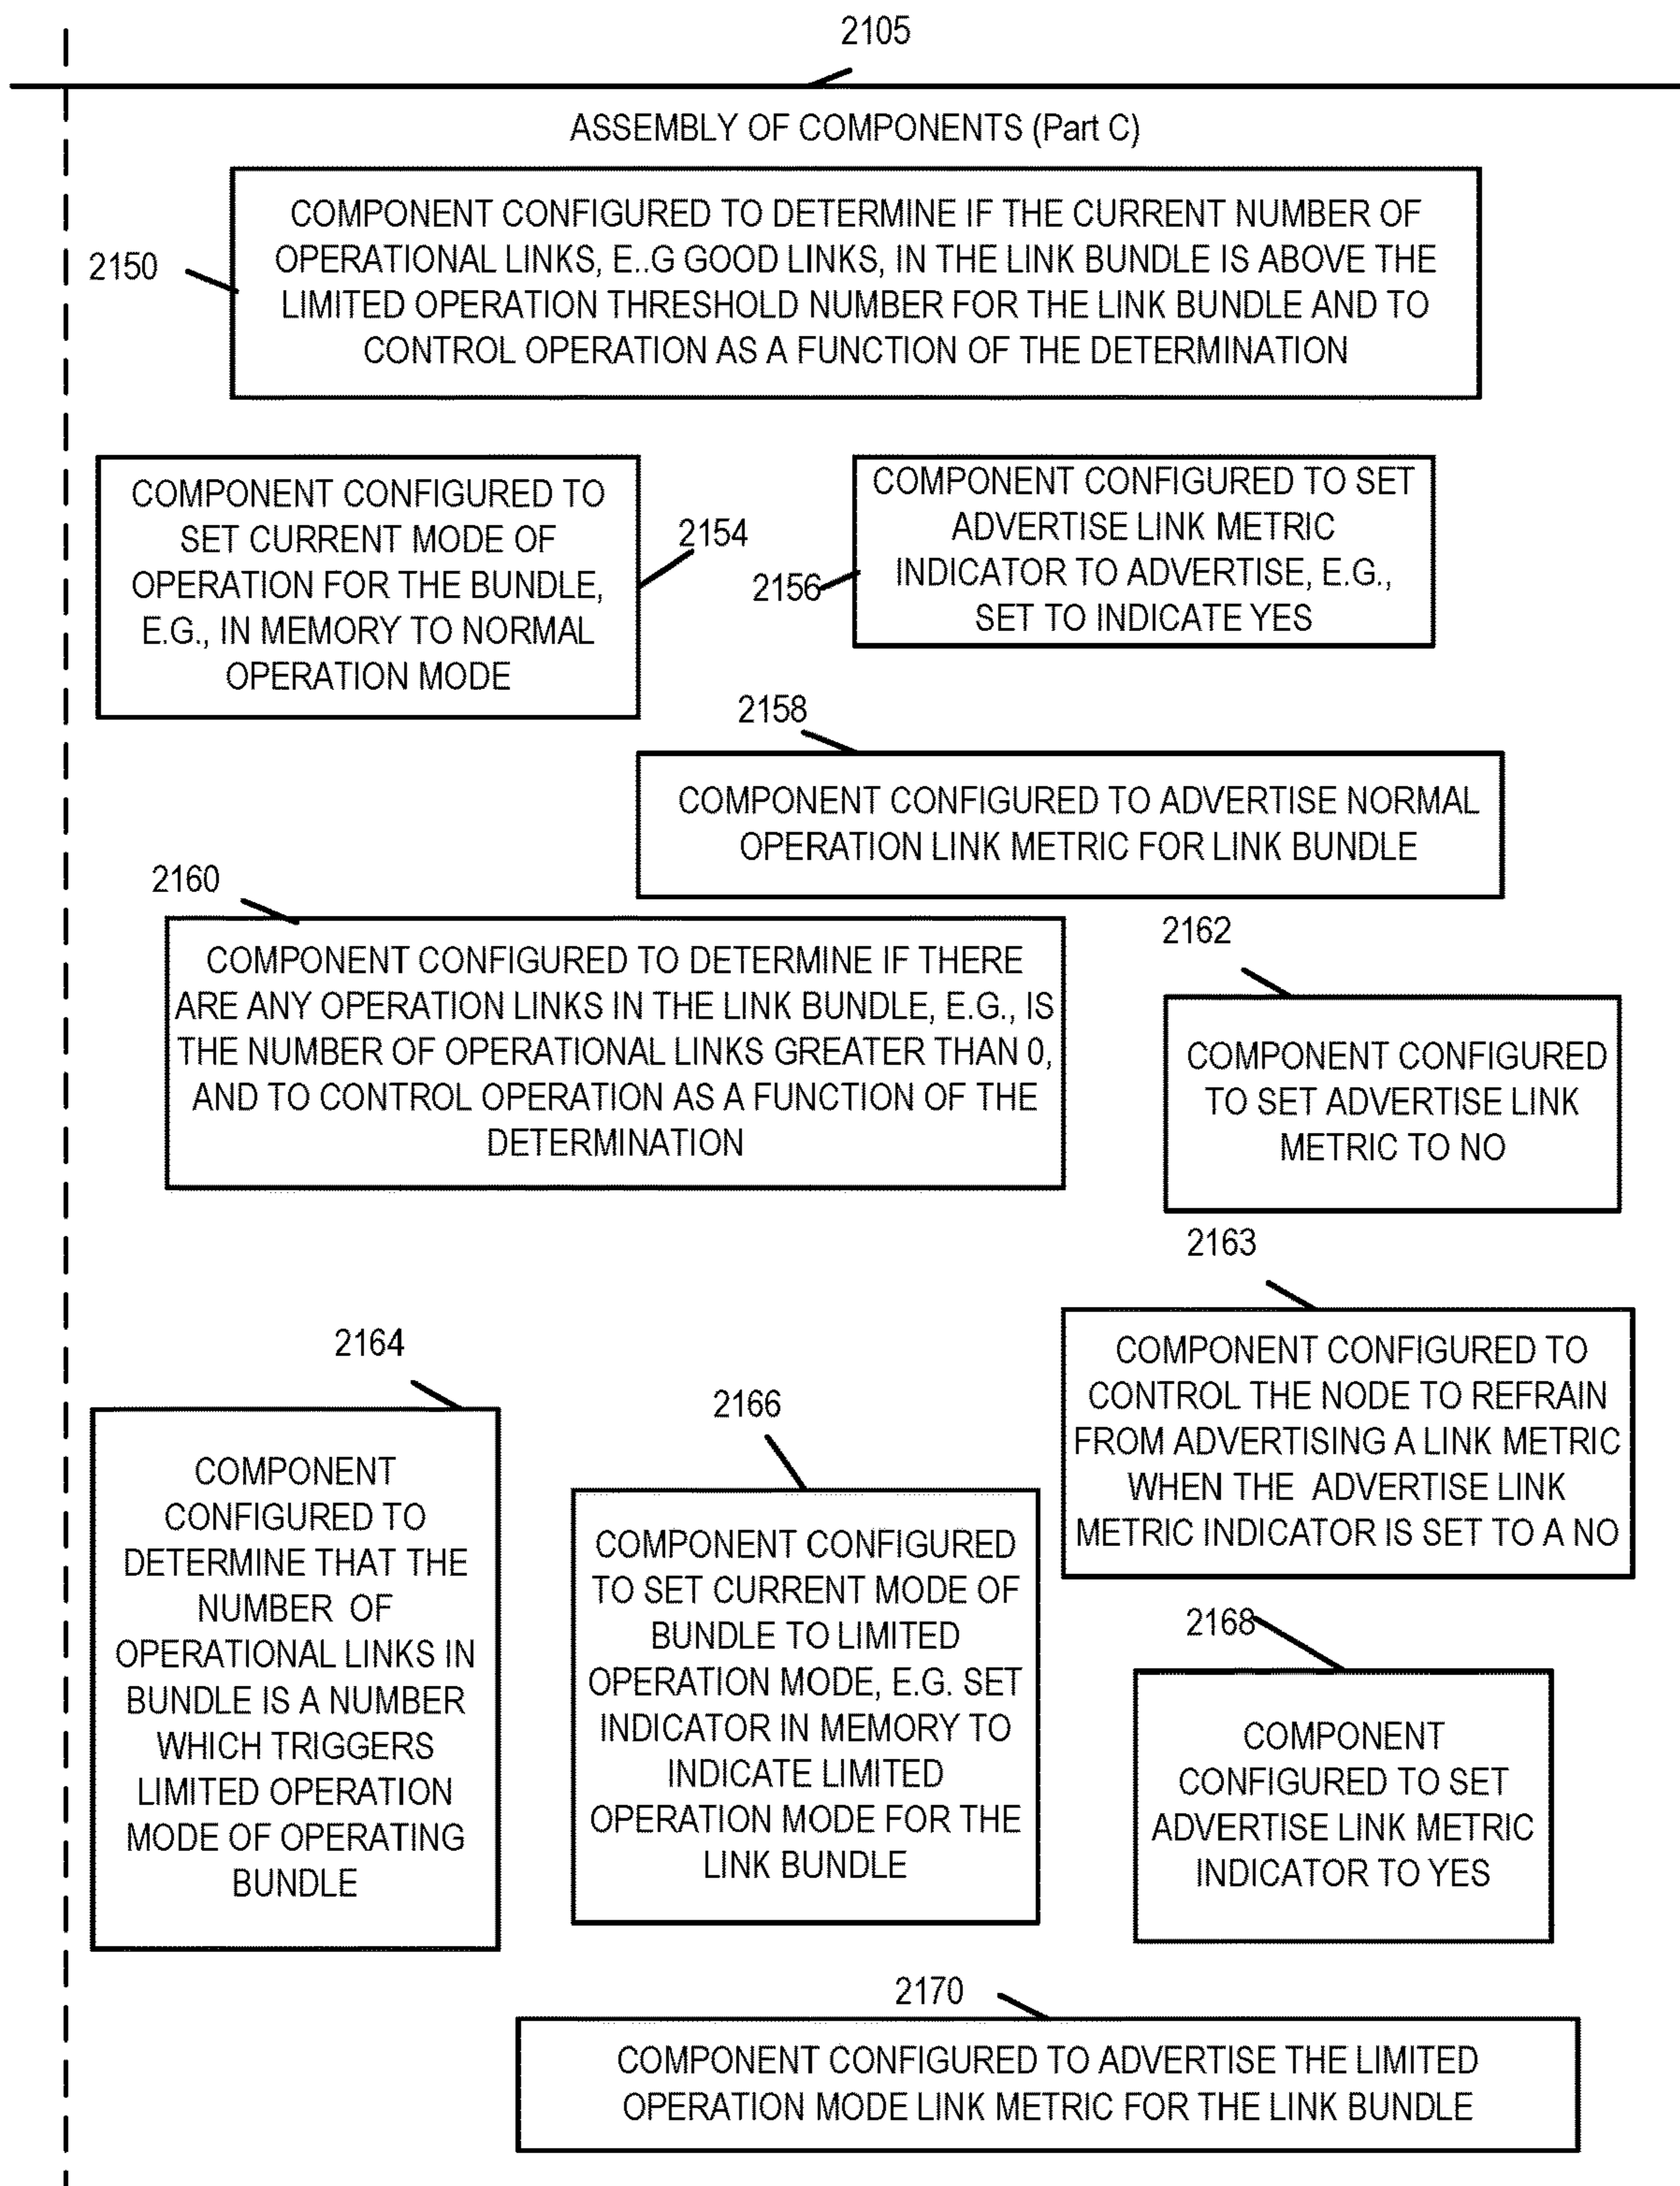 2105
ASSEMBLY OF COMPONENTS (Part C)
2150
COMPONENT CONFIGURED TO DETERMINE IF THE CURRENT NUMBER OF
OPERATIONAL LINKS, E..G GOOD LINKS, IN THE LINK BUNDLE IS ABOVE THE
LIMITED OPERATION THRESHOLD NUMBER FOR THE LINK BUNDLE AND TO
CONTROL OPERATION AS A FUNCTION OF THE DETERMINATION
COMPONENT CONFIGURED TO
SET CURRENT MODE OF
OPERATION FOR THE BUNDLE,
E.G., IN MEMORY TO NORMAL
OPERATION MODE
2154
2156
COMPONENT CONFIGURED TO SET
ADVERTISE LINK METRIC
INDICATOR TO ADVERTISE, E.G.,
SET TO INDICATE YES
2158
COMPONENT CONFIGURED TO ADVERTISE NORMAL
OPERATION LINK METRIC FOR LINK BUNDLE
2160
COMPONENT CONFIGURED TO DETERMINE IF THERE
ARE ANY OPERATION LINKS IN THE LINK BUNDLE, E.G., IS
THE NUMBER OF OPERATIONAL LINKS GREATER THAN 0,
AND TO CONTROL OPERATION AS A FUNCTION OF THE
DETERMINATION
2162
COMPONENT CONFIGURED
TO SET ADVERTISE LINK
METRIC TO NO
2163
COMPONENT CONFIGURED TO
CONTROL THE NODE TO REFRAIN
FROM ADVERTISING A LINK METRIC
WHEN THE ADVERTISE LINK
METRIC INDICATOR IS SET TO A NO
2164
COMPONENT
CONFIGURED TO
DETERMINE THAT THE
NUMBER OF
OPERATIONAL LINKS IN
BUNDLE IS A NUMBER
WHICH TRIGGERS
LIMITED OPERATION
MODE OF OPERATING
BUNDLE
2166
COMPONENT CONFIGURED
TO SET CURRENT MODE OF
BUNDLE TO LIMITED
OPERATION MODE, E.G. SET
INDICATOR IN MEMORY TO
INDICATE LIMITED
OPERATION MODE FOR THE
LINK BUNDLE
2168
COMPONENT
CONFIGURED TO SET
ADVERTISE LINK METRIC
INDICATOR TO YES
2170
COMPONENT CONFIGURED TO ADVERTISE THE LIMITED
OPERATION MODE LINK METRIC FOR THE LINK BUNDLE